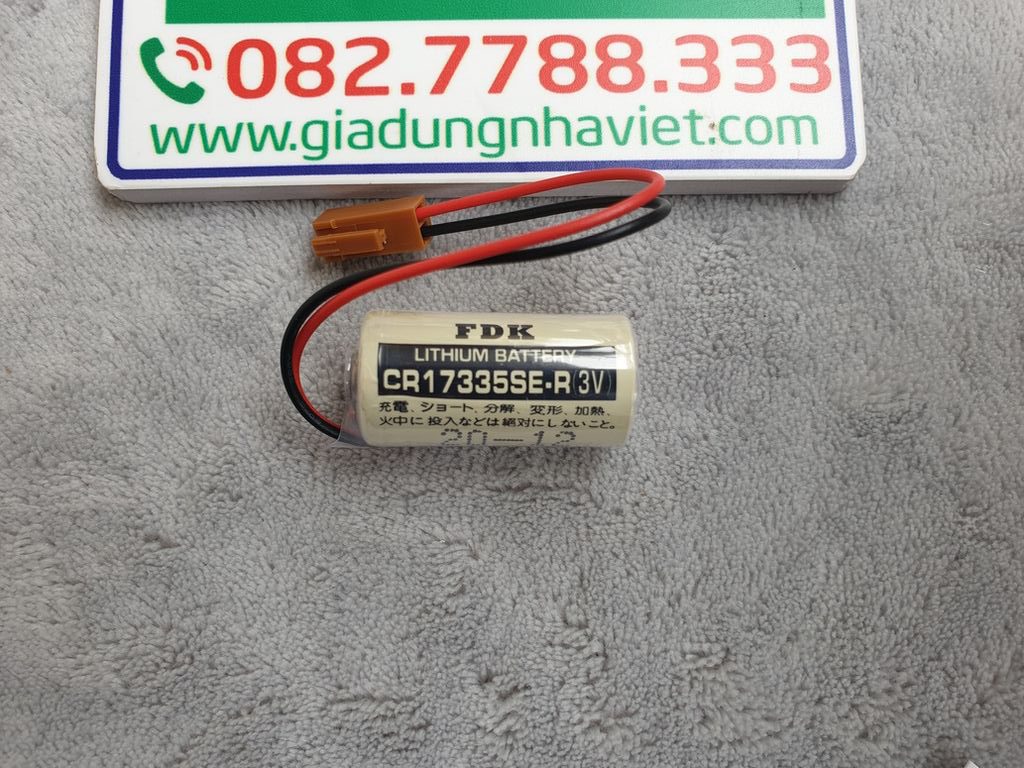 082.7788.333
www.giadungnhaviet.com
FDK
LITHIUM BATTERY
CR17335SE-R(3V)
充電、ショート、分解、変形、加熱、
火中に投入などは絶対にしないこと。
20-12